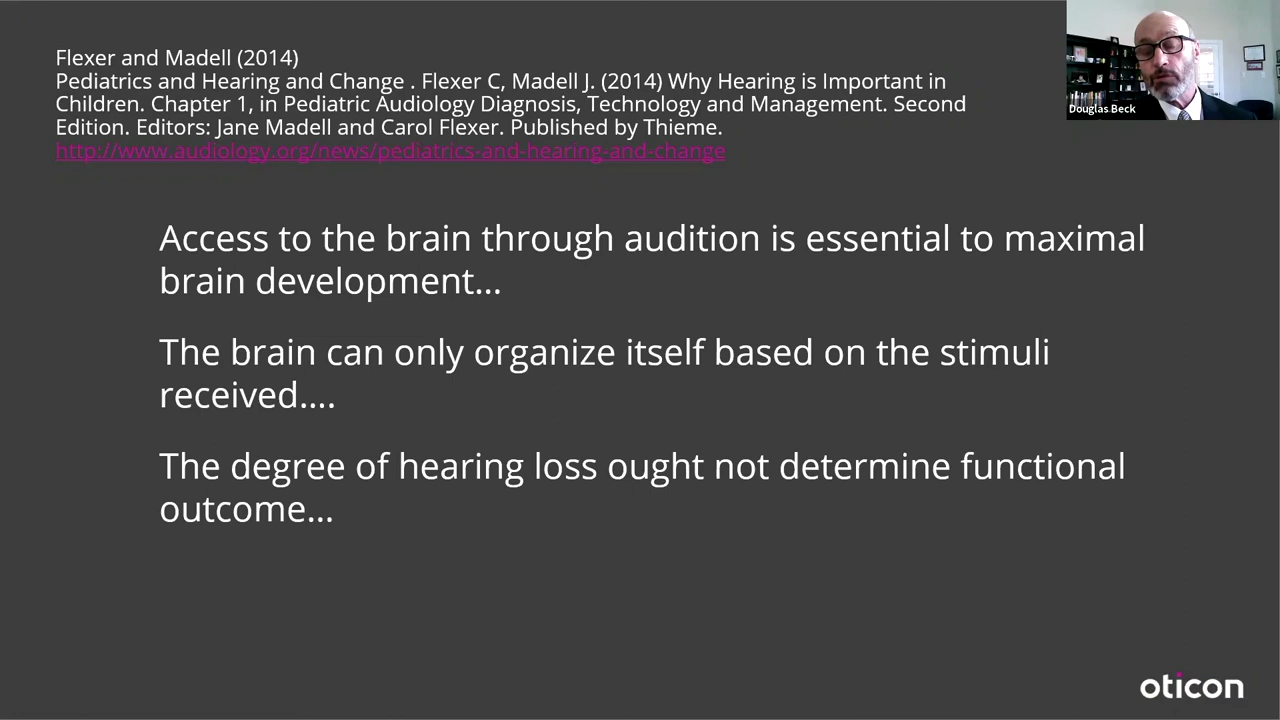 Flexer and Madell (2014)
Pediatrics and Hearing and Change . Flexer C, Madell J. (2014) Why Hearing is Important in
Children. Chapter 1, in Pediatric Audiology Diagnosis, Technology and Management. Second
Edition. Editors: Jane Madell and Carol Flexer. Published by Thieme.
http://www.audiology.org/news/pediatrics-and-hearing-and-change
Douglas Beck
Access to the brain through audition is essential to maximal
brain development...
The brain can only organize itself based on the stimuli
received....
The degree of hearing loss ought not determine functional
outcome...
oticon